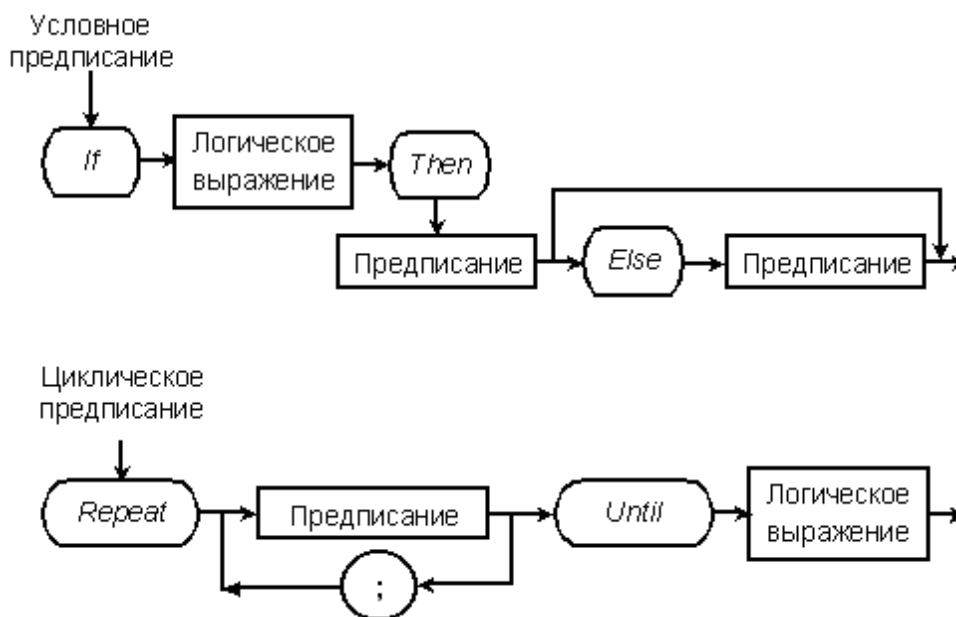 Условное
предписание
If
Логическое
выражение
Then
Предписание
Else
Предписание
Циклическое
предписание
Repeat
Предписание
;
Until
Логическое
выражение